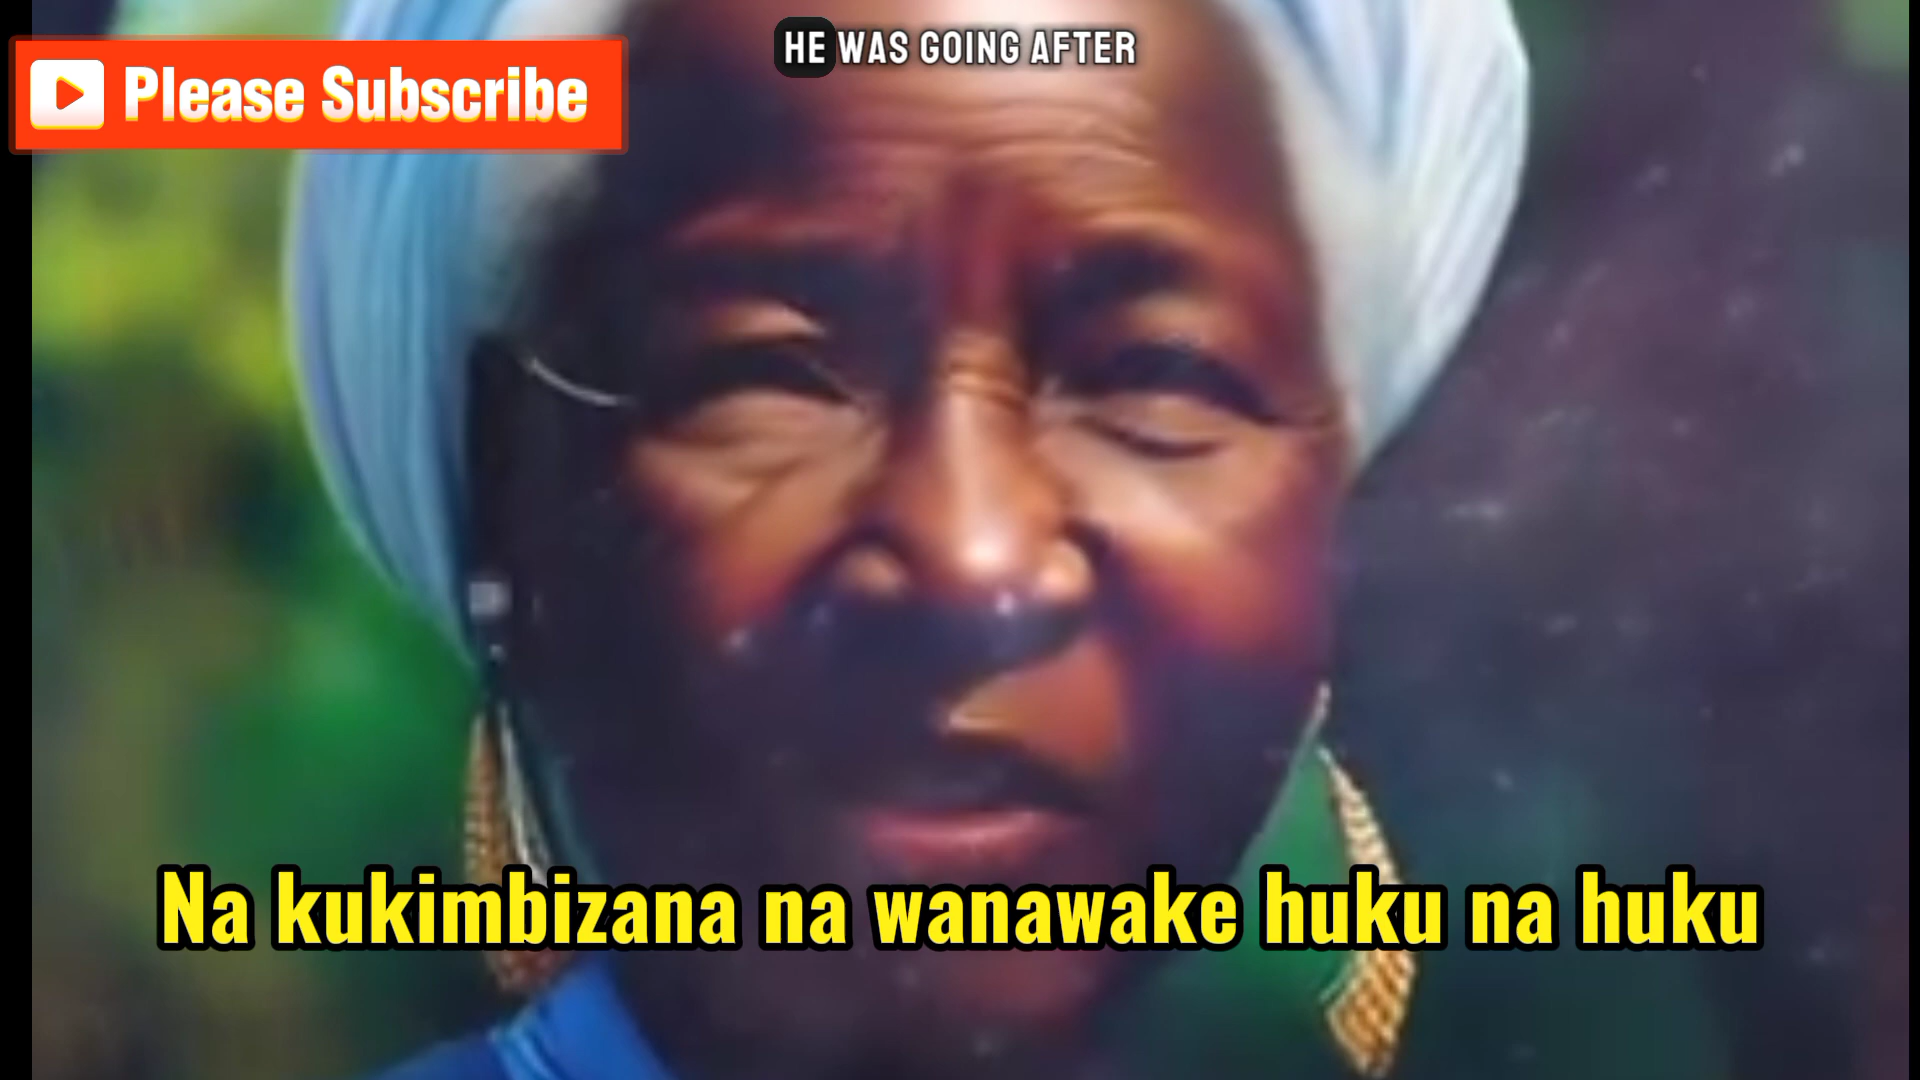 HE WAS GOING AFTER
Please Subscribe
Na kukimbizana na wanawake huku na huku